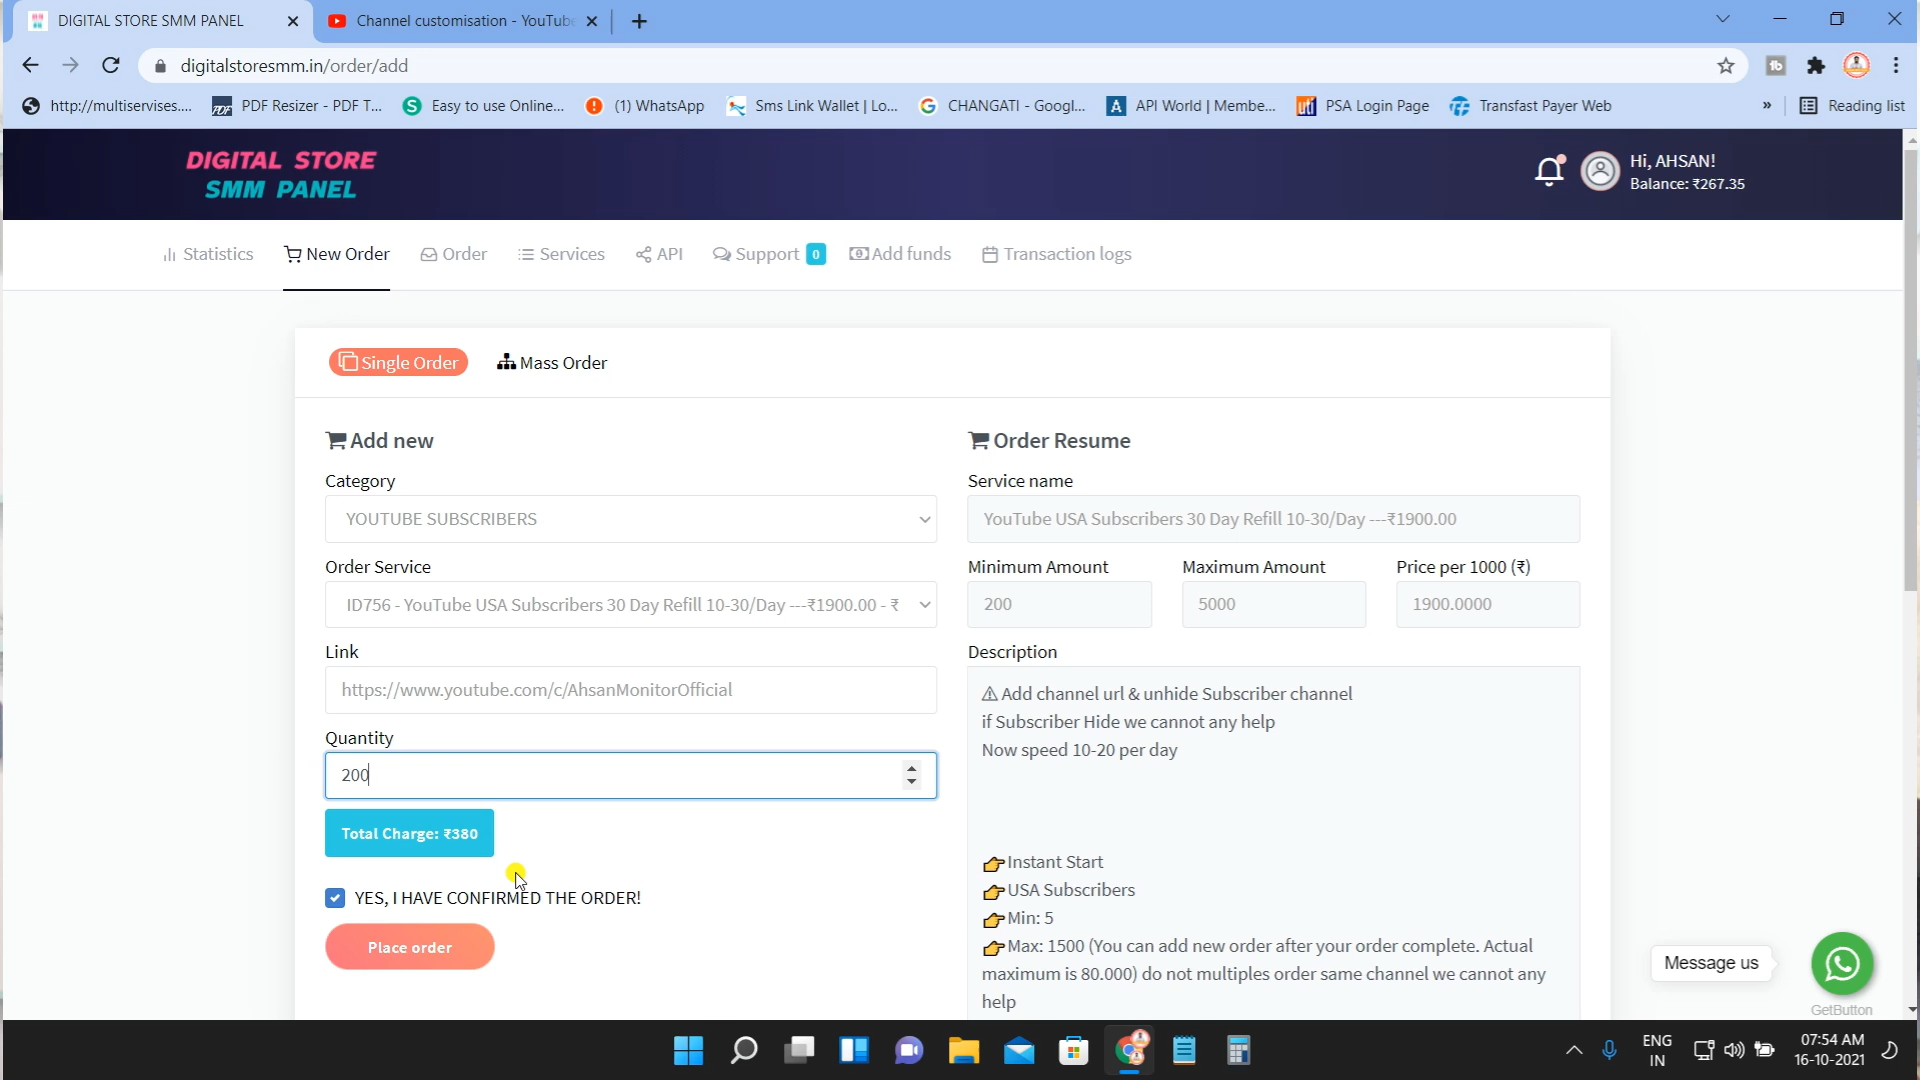 DIGITAL STORE SMM PANEL
Channel customisation - YouTube
digitalstoresmm.in/order/add
http://multiservises....
PDF Resizer - PDF T...
Easy to use Online...
(1) WhatsApp
Sms Link Wallet | Lo...
CHANGATI - Googl...
API World | Membe...
PSA Login Page
Transfast Payer Web
»
Reading list
DIGITAL STORE
SMM PANEL
Hi, AHSAN!
Balance: ₹267.35
Statistics
New Order
Order
Services
API
Support 0
Add funds
Transaction logs
Single Order
Mass Order
Add new
Category
YOUTUBE SUBSCRIBERS
Order Service
ID756 - YouTube USA Subscribers 30 Day Refill 10-30/Day ---₹1900.00 - ₹
Link
https://www.youtube.com/c/AhsanMonitorOfficial
Quantity
200
Total Charge: ₹380
YES, I HAVE CONFIRMED THE ORDER!
Place order
Order Resume
Service name
YouTube USA Subscribers 30 Day Refill 10-30/Day ---₹1900.00
Minimum Amount
Maximum Amount
Price per 1000 (₹)
200
5000
1900.0000
Description
⚠ Add channel url & unhide Subscriber channel
if Subscriber Hide we cannot any help
Now speed 10-20 per day
👉Instant Start
👉USA Subscribers
👉Min: 5
👉Max: 1500 (You can add new order after your order complete. Actual
maximum is 80.000) do not multiples order same channel we cannot any
help
Message us
GetButton
ENG
IN
07:54 AM
16-10-2021